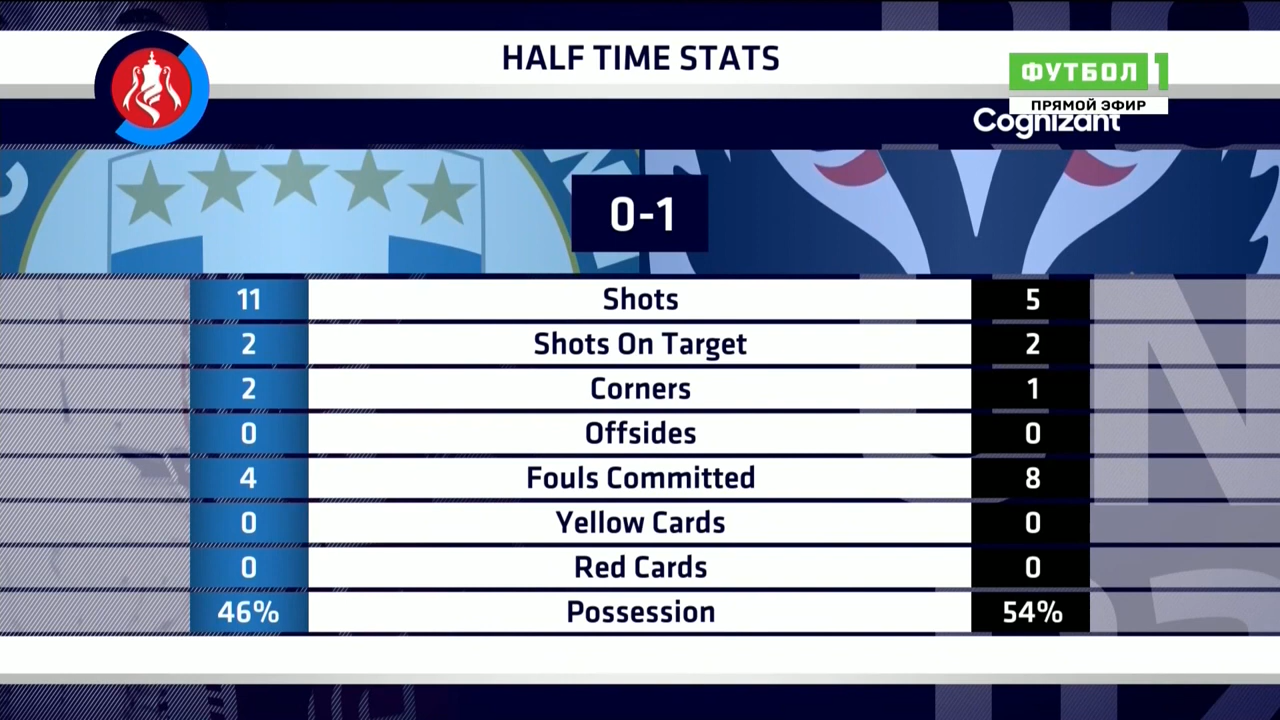 HALF TIME STATS
ФУТБОЛ 1
ПРЯМОЙ ЭФИР
Cognizant
0-1
11 Shots 5
2 Shots On Target 2
2 Corners 1
0 Offsides 0
4 Fouls Committed 8
0 Yellow Cards 0
0 Red Cards 0
46% Possession 54%